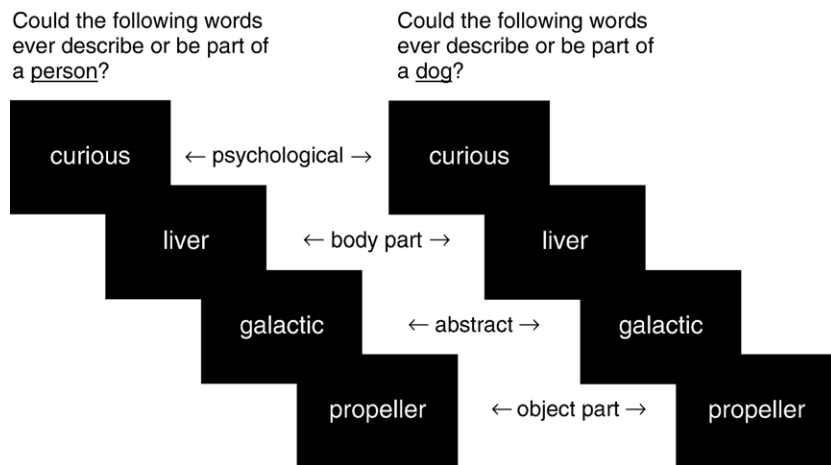 Could the following words
ever describe or be part of
a person?
Could the following words
ever describe or be part of
a dog?
curious
← psychological →
curious
liver
← body part →
liver
galactic
← abstract →
galactic
propeller
← object part →
propeller